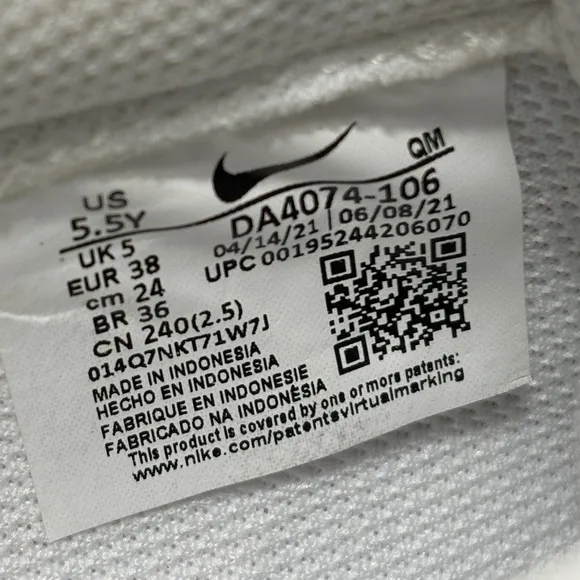 QM
US
5.5Y
DA4074-106
UK 5
04/14/21 | 06/08/21
EUR 38
UPC 00195244206070
cm 24
BR 36
CN 240(2.5)
014Q7NKT71W7J
MADE IN INDONESIA
HECHO EN INDONESIA
FABRIQUE EN INDONESIE
FABRICADO NA INDONÉSIA
This product is covered by one or more patents:
www.nike.com/patentsvirtualmarking